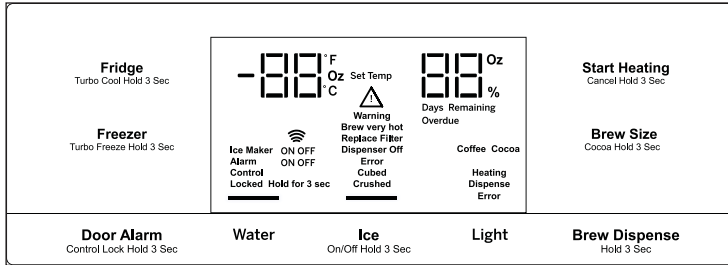 Fridge
Turbo Cool Hold 3 Sec
Freezer
Turbo Freeze Hold 3 Sec
-88 °F Oz °C Set Temp
88 Oz %
Days Remaining
Overdue
Warning
Brew very hot
Replace Filter
Dispenser Off
Error
Cubed
Crushed
Ice Maker ON OFF
Alarm ON OFF
Control
Locked Hold for 3 sec
Coffee Cocoa
Heating
Dispense
Error
Start Heating
Cancel Hold 3 Sec
Brew Size
Cocoa Hold 3 Sec
Door Alarm
Control Lock Hold 3 Sec
Water
Ice
On/Off Hold 3 Sec
Light
Brew Dispense
Hold 3 Sec